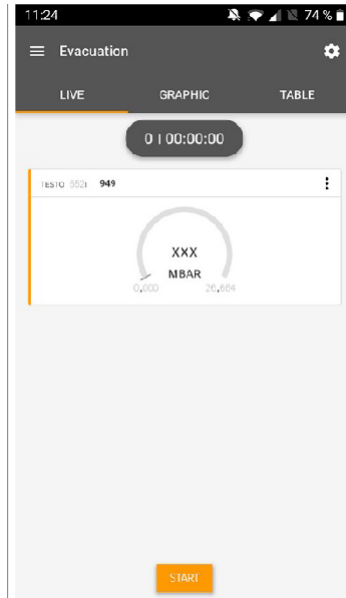 11:24 74 %
Evacuation
LIVE GRAPHIC TABLE
0 | 00:00:00
TESTO 552i 949
XXX
MBAR
0,000 26,664
START